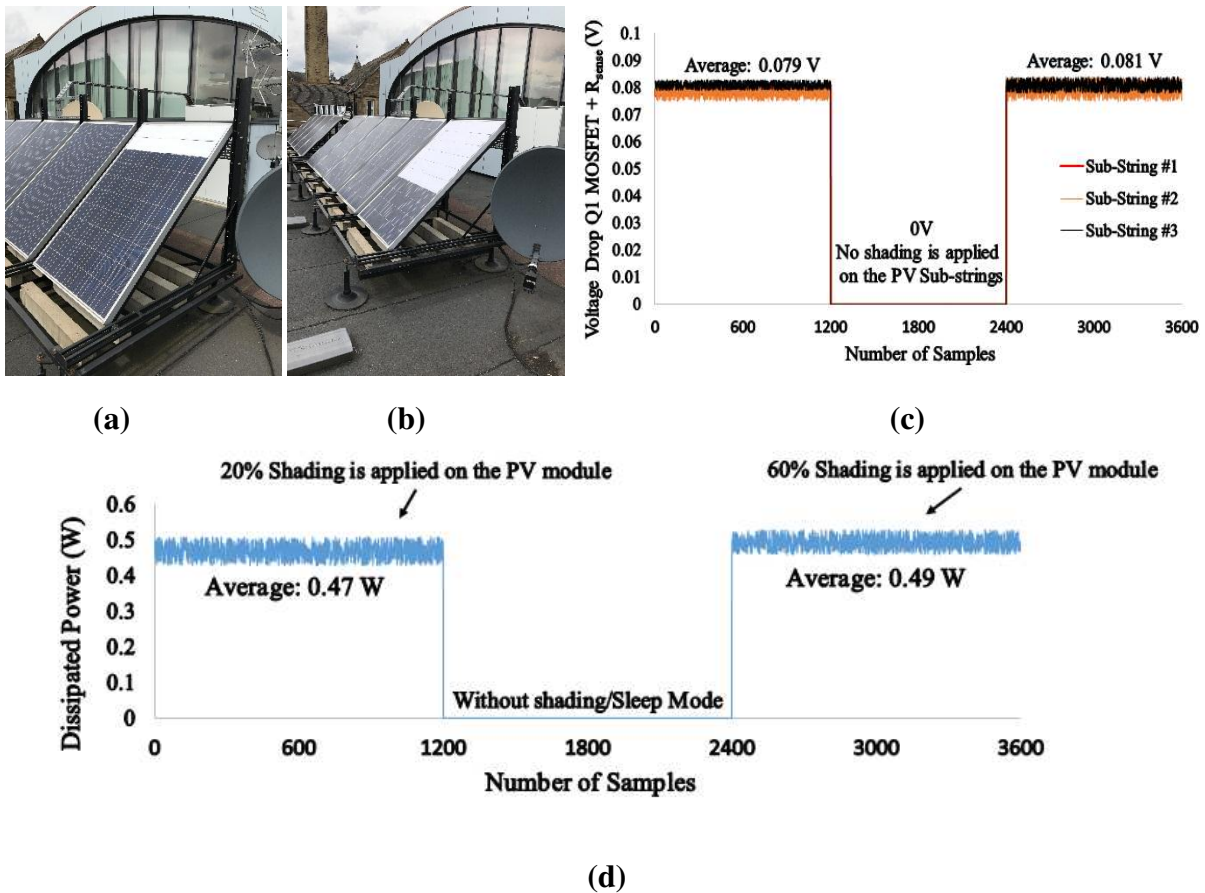 Voltage Drop Q1 MOSFET + Rsense (V)
0.1
0.09
0.08
0.07
0.06
0.05
0.04
0.03
0.02
0.01
0
Average: 0.079 V
Average: 0.081 V
Sub-String #1
Sub-String #2
Sub-String #3
0V
No shading is applied
on the PV Sub-strings
0 600 1200 1800 2400 3000 3600
Number of Samples
(a) (b) (c)
20% Shading is applied on the PV module
60% Shading is applied on the PV module
Dissipated Power (W)
0.6
0.5
0.4
0.3
0.2
0.1
0
Average: 0.47 W
Average: 0.49 W
Without shading/Sleep Mode
0 600 1200 1800 2400 3000 3600
Number of Samples
(d)